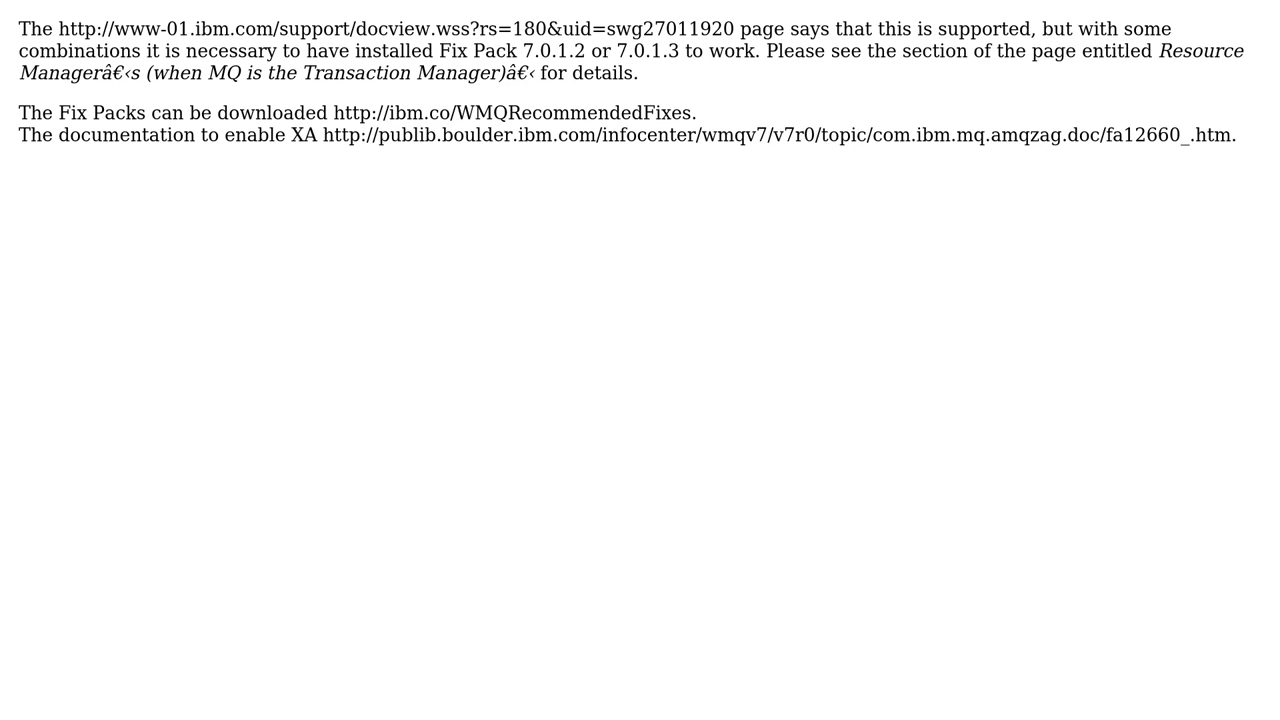 The http://www-01.ibm.com/support/docview.wss?rs=180&uid=swg27011920 page says that this is supported, but with some
combinations it is necessary to have installed Fix Pack 7.0.1.2 or 7.0.1.3 to work. Please see the section of the page entitled Resource
Managerâ€‹s (when MQ is the Transaction Manager)â€‹ for details.
The Fix Packs can be downloaded http://ibm.co/WMQRecommendedFixes.
The documentation to enable XA http://publib.boulder.ibm.com/infocenter/wmqv7/v7r0/topic/com.ibm.mq.amqzag.doc/fa12660_.htm.